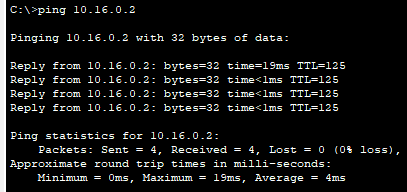 C:\>ping 10.16.0.2
Pinging 10.16.0.2 with 32 bytes of data:
Reply from 10.16.0.2: bytes=32 time=19ms TTL=125
Reply from 10.16.0.2: bytes=32 time<1ms TTL=125
Reply from 10.16.0.2: bytes=32 time<1ms TTL=125
Reply from 10.16.0.2: bytes=32 time<1ms TTL=125
Ping statistics for 10.16.0.2:
    Packets: Sent = 4, Received = 4, Lost = 0 (0% loss),
Approximate round trip times in milli-seconds:
    Minimum = 0ms, Maximum = 19ms, Average = 4ms